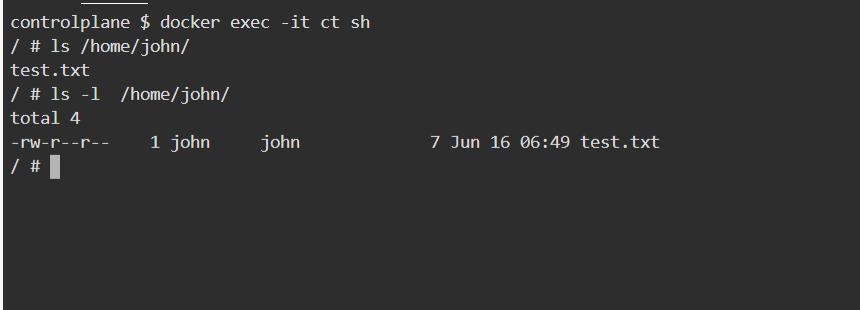 controlplane $ docker exec -it ct sh
/ # ls /home/john/
test.txt
/ # ls -l  /home/john/
total 4
-rw-r--r--    1 john     john             7 Jun 16 06:49 test.txt
/ #